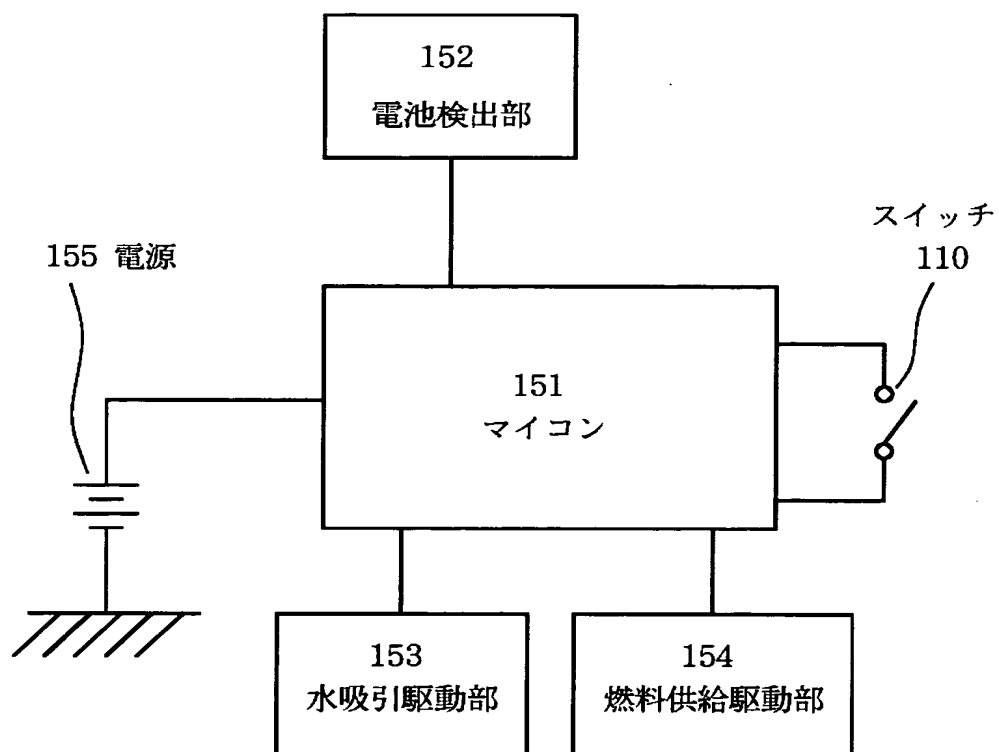 152
電池検出部
スイッチ
110
155 電源
151
マイコン
153
水吸引駆動部
154
燃料供給駆動部